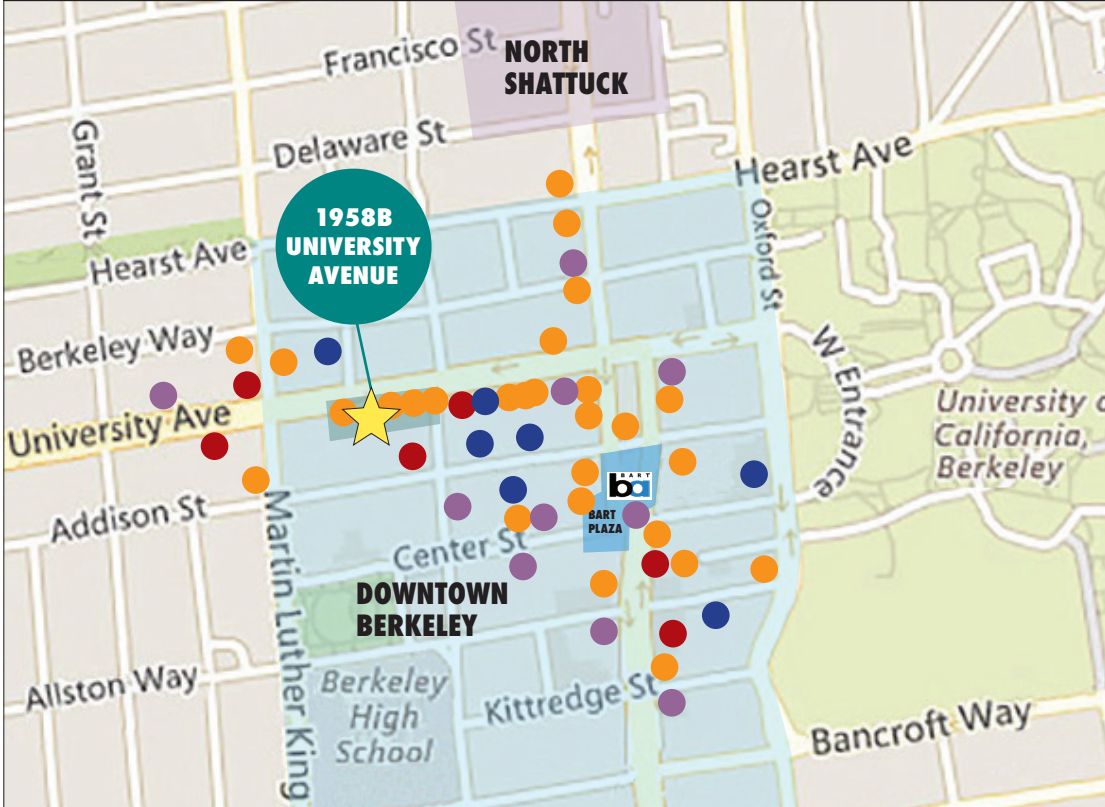 Francisco St
NORTH
SHATTUCK
Grant St
Delaware St
Hearst Ave
1958B
UNIVERSITY
AVENUE
Oxford St
Hearst Ave
Berkeley Way
W Entrance
University Ave
University o
California,
Berkeley
BART
ba
BART
PLAZA
Addison St
Martin Luther King
Center St
DOWNTOWN
BERKELEY
Allston Way
Berkeley
High
School
Kittredge St
Bancroft Way